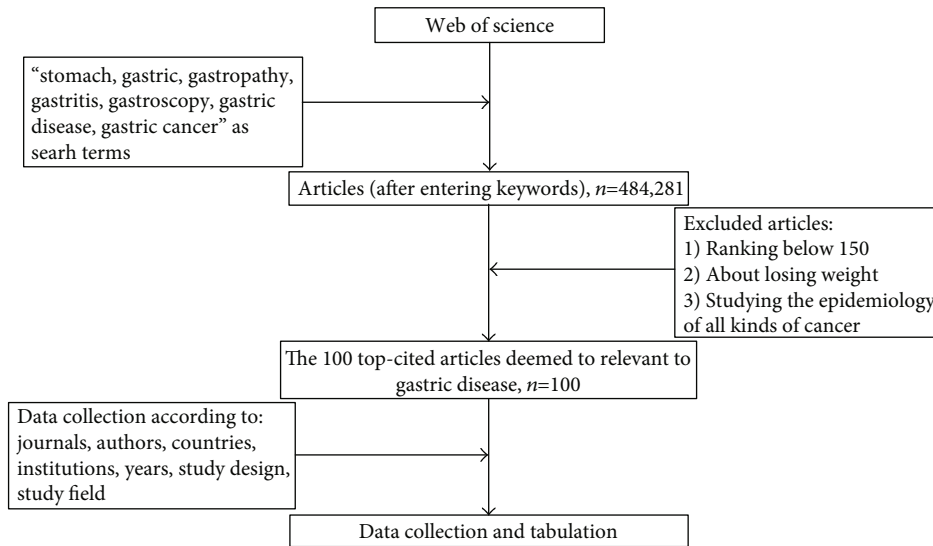 Web of science
“stomach, gastric, gastropathy,
gastritis, gastroscopy, gastric
disease, gastric cancer” as
searh terms
Articles (after entering keywords), n=484,281
Excluded articles:
1) Ranking below 150
2) About losing weight
3) Studying the epidemiology
of all kinds of cancer
The 100 top-cited articles deemed to relevant to
gastric disease, n=100
Data collection according to:
journals, authors, countries,
institutions, years, study design,
study field
Data collection and tabulation